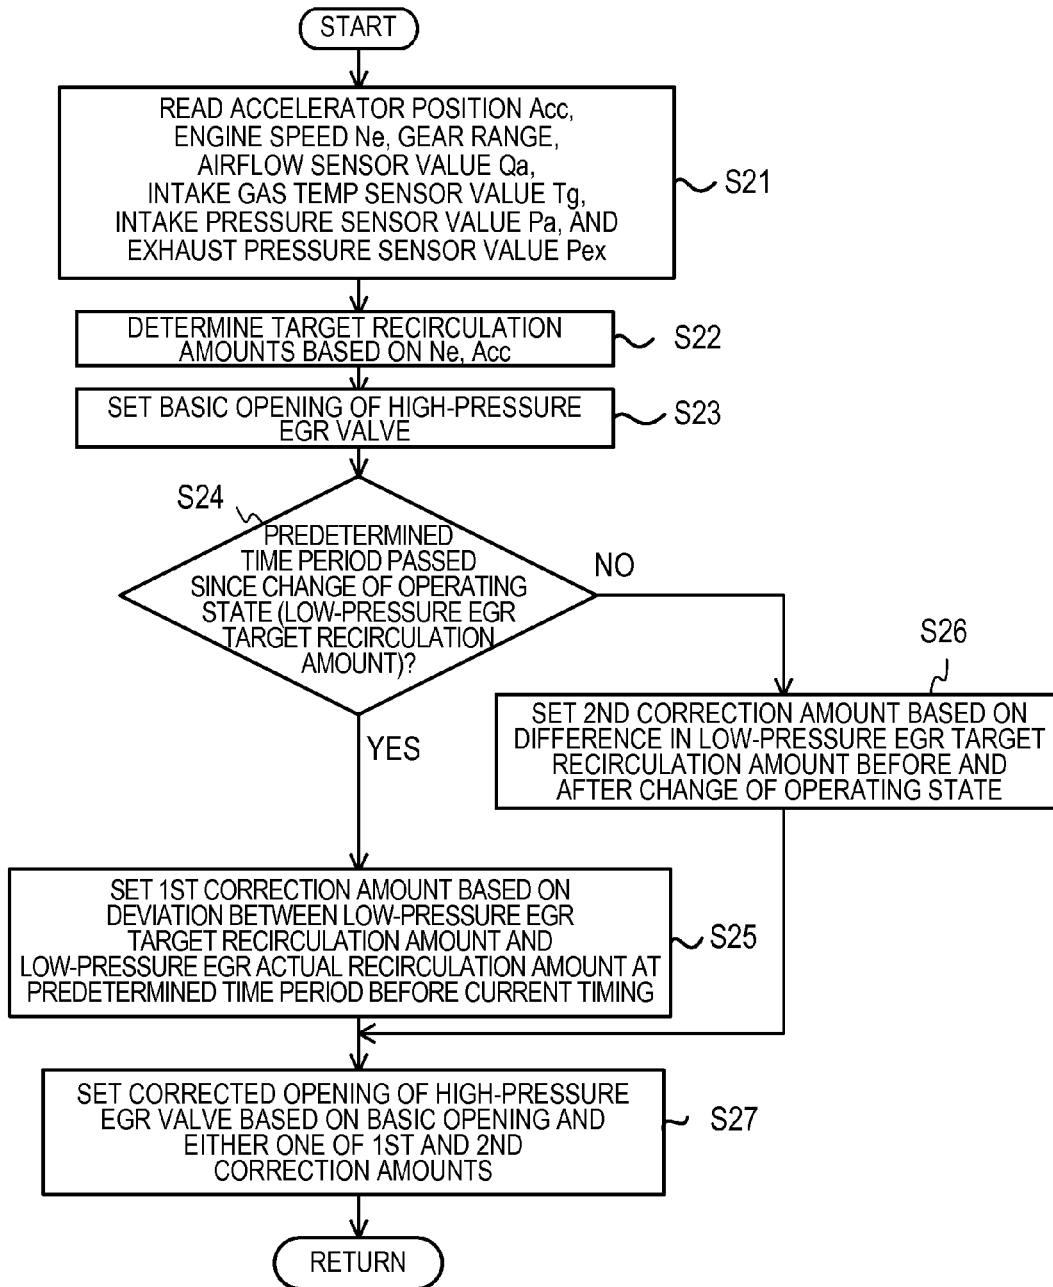 START
READ ACCELERATOR POSITION Acc,
ENGINE SPEED Ne, GEAR RANGE,
AIRFLOW SENSOR VALUE Qa,
INTAKE GAS TEMP SENSOR VALUE Tg,
INTAKE PRESSURE SENSOR VALUE Pa, AND
EXHAUST PRESSURE SENSOR VALUE Pex
S21
DETERMINE TARGET RECIRCULATION
AMOUNTS BASED ON Ne, Acc
S22
SET BASIC OPENING OF HIGH-PRESSURE
EGR VALVE
S23
S24
PREDETERMINED
TIME PERIOD PASSED
SINCE CHANGE OF OPERATING
STATE (LOW-PRESSURE EGR
TARGET RECIRCULATION
AMOUNT)?
NO
YES
S26
SET 2ND CORRECTION AMOUNT BASED ON
DIFFERENCE IN LOW-PRESSURE EGR TARGET
RECIRCULATION AMOUNT BEFORE AND
AFTER CHANGE OF OPERATING STATE
SET 1ST CORRECTION AMOUNT BASED ON
DEVIATION BETWEEN LOW-PRESSURE EGR
TARGET RECIRCULATION AMOUNT AND
LOW-PRESSURE EGR ACTUAL RECIRCULATION AMOUNT AT
PREDETERMINED TIME PERIOD BEFORE CURRENT TIMING
S25
SET CORRECTED OPENING OF HIGH-PRESSURE
EGR VALVE BASED ON BASIC OPENING AND
EITHER ONE OF 1ST AND 2ND
CORRECTION AMOUNTS
S27
RETURN